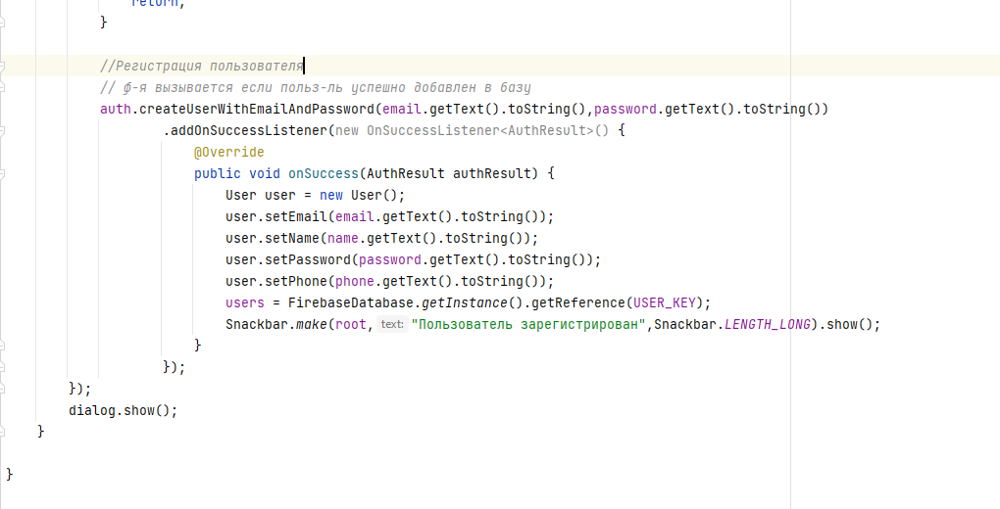 return;
}
//Регистрация пользователя
// ф-я вызывается если польз-ль успешно добавлен в базу
auth.createUserWithEmailAndPassword(email.getText().toString(),password.getText().toString())
.addOnSuccessListener(new OnSuccessListener<AuthResult>() {
@Override
public void onSuccess(AuthResult authResult) {
User user = new User();
user.setEmail(email.getText().toString());
user.setName(name.getText().toString());
user.setPassword(password.getText().toString());
user.setPhone(phone.getText().toString());
users = FirebaseDatabase.getInstance().getReference(USER_KEY);
Snackbar.make(root, text: "Пользователь зарегистрирован",Snackbar.LENGTH_LONG).show();
}
});
});
dialog.show();
}
}